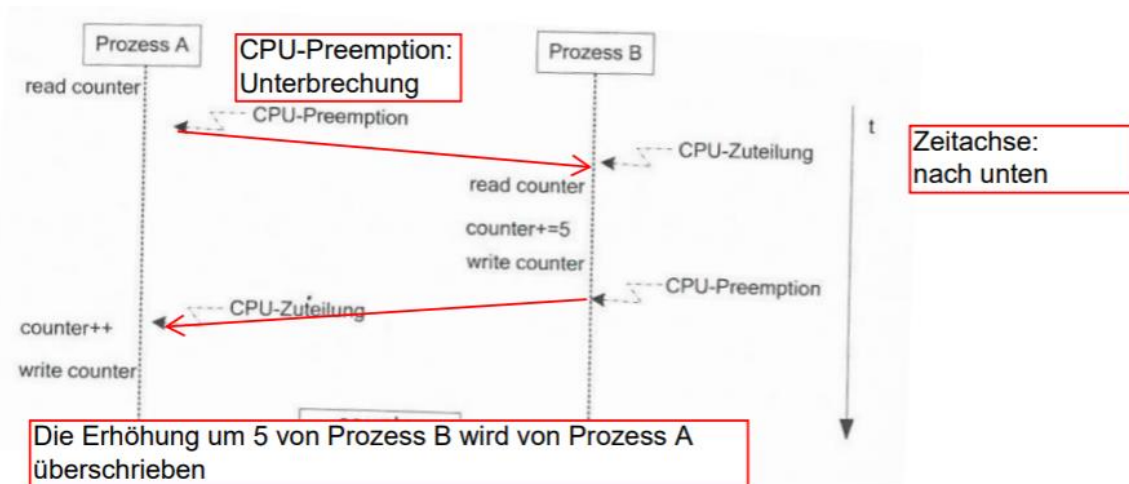 Prozess A
CPU-Preemption:
Unterbrechung
Prozess B
read counter
CPU-Preemption
t
Zeitachse:
nach unten
CPU-Zuteilung
read counter
counter+=5
write counter
CPU-Preemption
CPU-Zuteilung
counter++
write counter
Die Erhöhung um 5 von Prozess B wird von Prozess A
überschrieben